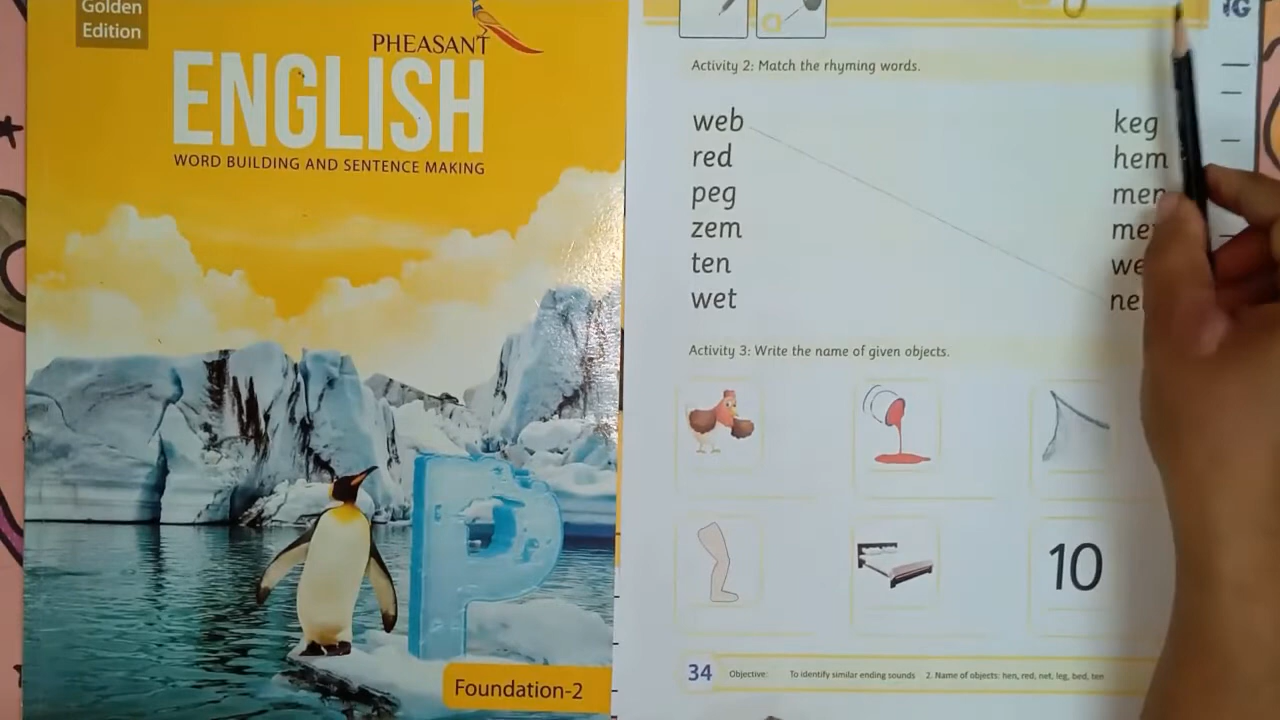 Golden
Edition
PHEASANT
ENGLISH
WORD BUILDING AND SENTENCE MAKING
P
Foundation-2
a
Activity 2: Match the rhyming words.
web keg
red hem
peg
zem
ten
wet
Activity 3: Write the name of given objects.
10
34 Objective: To identify similar ending sounds 2. Name of objects: hen, red, net, leg, bed, ten